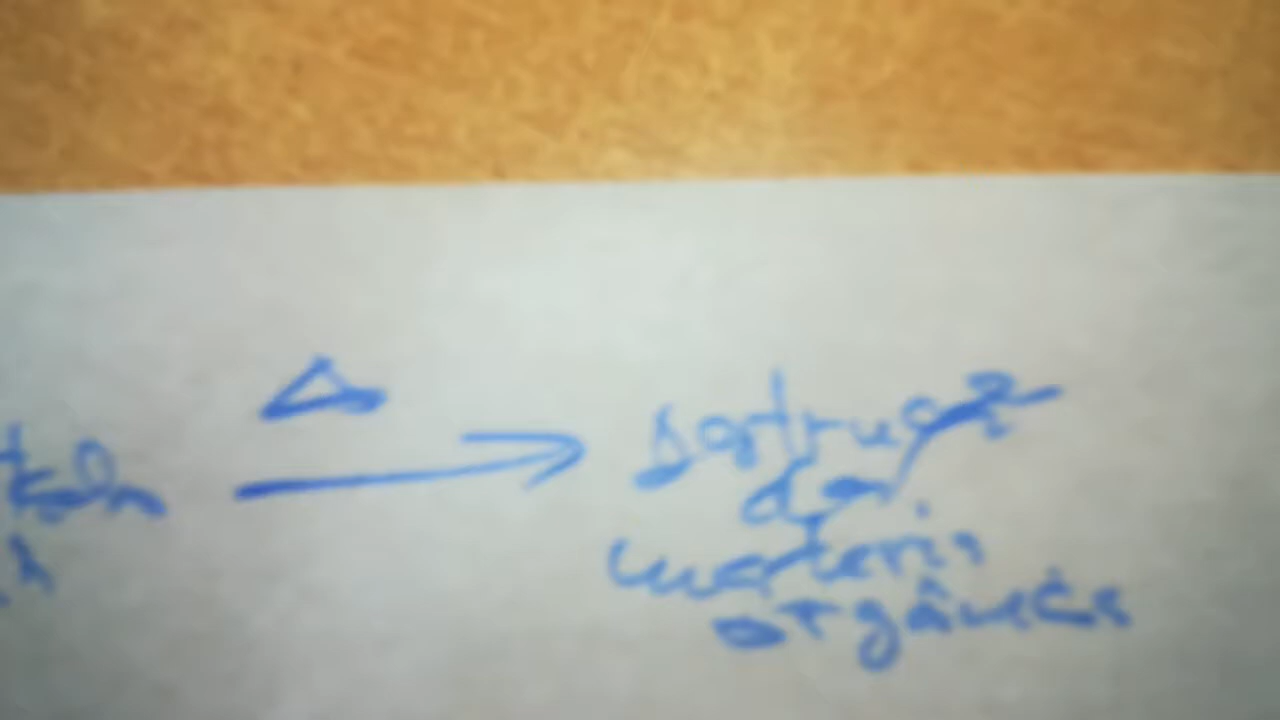 Δ
→ destruição
da
matéria
orgânica